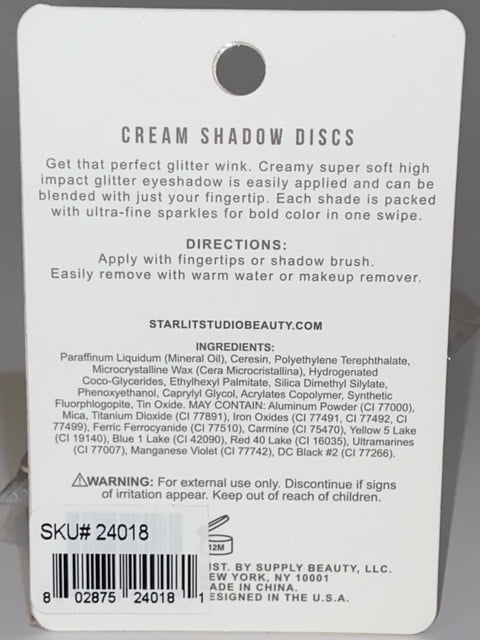 CREAM SHADOW DISCS
Get that perfect glitter wink. Creamy super soft high
impact glitter eyeshadow is easily applied and can be
blended with just your fingertip. Each shade is packed
with ultra-fine sparkles for bold color in one swipe.
DIRECTIONS:
Apply with fingertips or shadow brush.
Easily remove with warm water or makeup remover.
STARLITSTUDIOBEAUTY.COM
INGREDIENTS:
Paraffinum Liquidum (Mineral Oil), Ceresin, Polyethylene Terephthalate,
Microcrystalline Wax (Cera Microcristallina), Hydrogenated
Coco-Glycerides, Ethylhexyl Palmitate, Silica Dimethyl Silylate,
Phenoxyethanol, Caprylyl Glycol, Acrylates Copolymer, Synthetic
Fluorphlogopite, Tin Oxide. MAY CONTAIN: Aluminum Powder (CI 77000),
Mica, Titanium Dioxide (CI 77891), Iron Oxides (CI 77491, CI 77492, CI
77499), Ferric Ferrocyanide (CI 77510), Carmine (CI 75470), Yellow 5 Lake
(CI 19140), Blue 1 Lake (CI 42090), Red 40 Lake (CI 16035), Ultramarines
(CI 77007), Manganese Violet (CI 77742), DC Black #2 (CI 77266).
⚠WARNING: For external use only. Discontinue if signs
of irritation appear. Keep out of reach of children.
SKU# 24018
12M
8 02875 24018 1
IST. BY SUPPLY BEAUTY, LLC.
EW YORK, NY 10001
ADE IN CHINA.
ESIGNED IN THE U.S.A.